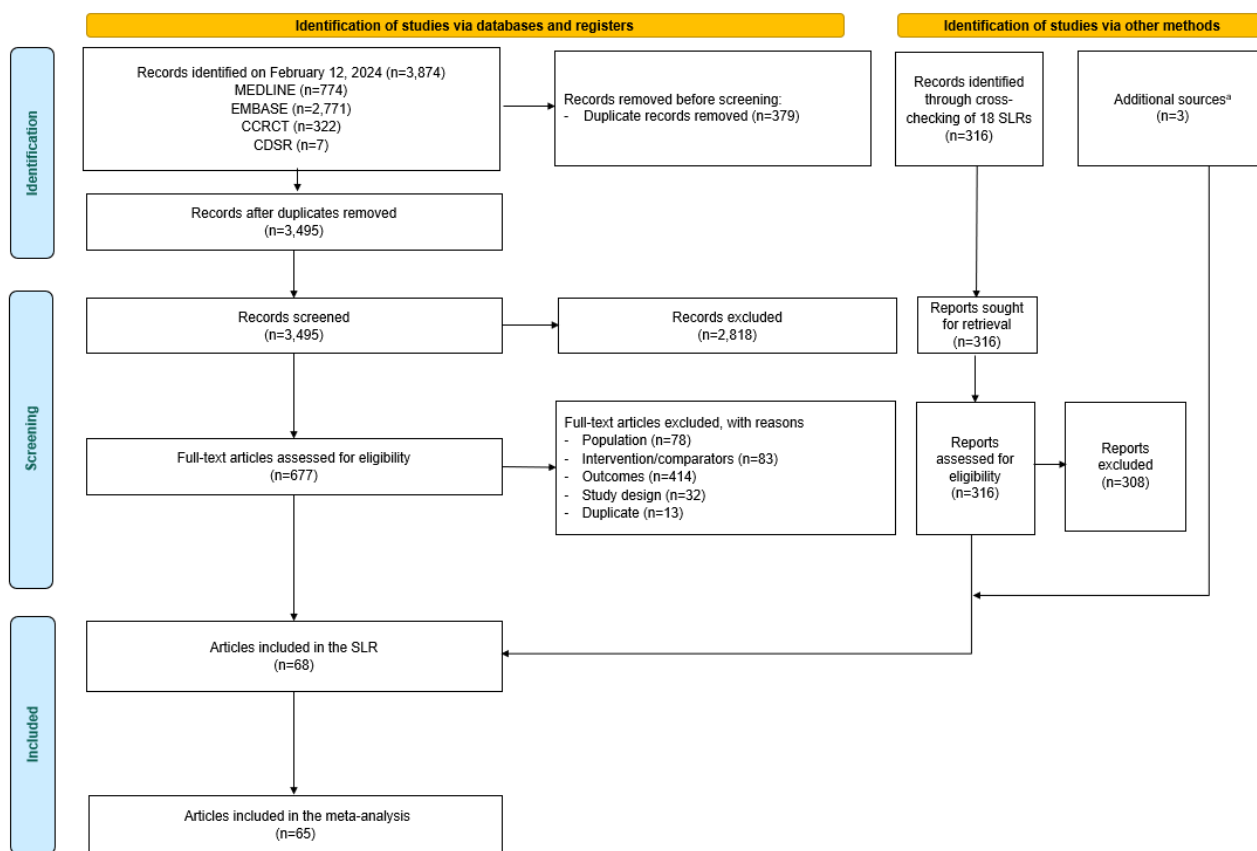 Identification of studies via databases and registers
Identification of studies via other methods
Identification
Records identified on February 12, 2024 (n=3,874)
MEDLINE (n=774)
EMBASE (n=2,771)
CCRCT (n=322)
CDSR (n=7)
Records removed before screening:
- Duplicate records removed (n=379)
Records identified
through cross-
checking of 18 SLRs
(n=316)
Additional sourcesᵃ
(n=3)
Records after duplicates removed
(n=3,495)
Screening
Records screened
(n=3,495)
Records excluded
(n=2,818)
Reports sought
for retrieval
(n=316)
Full-text articles assessed for eligibility
(n=677)
Full-text articles excluded, with reasons
- Population (n=78)
- Intervention/comparators (n=83)
- Outcomes (n=414)
- Study design (n=32)
- Duplicate (n=13)
Reports
assessed for
eligibility
(n=316)
Reports
excluded
(n=308)
Included
Articles included in the SLR
(n=68)
Articles included in the meta-analysis
(n=65)